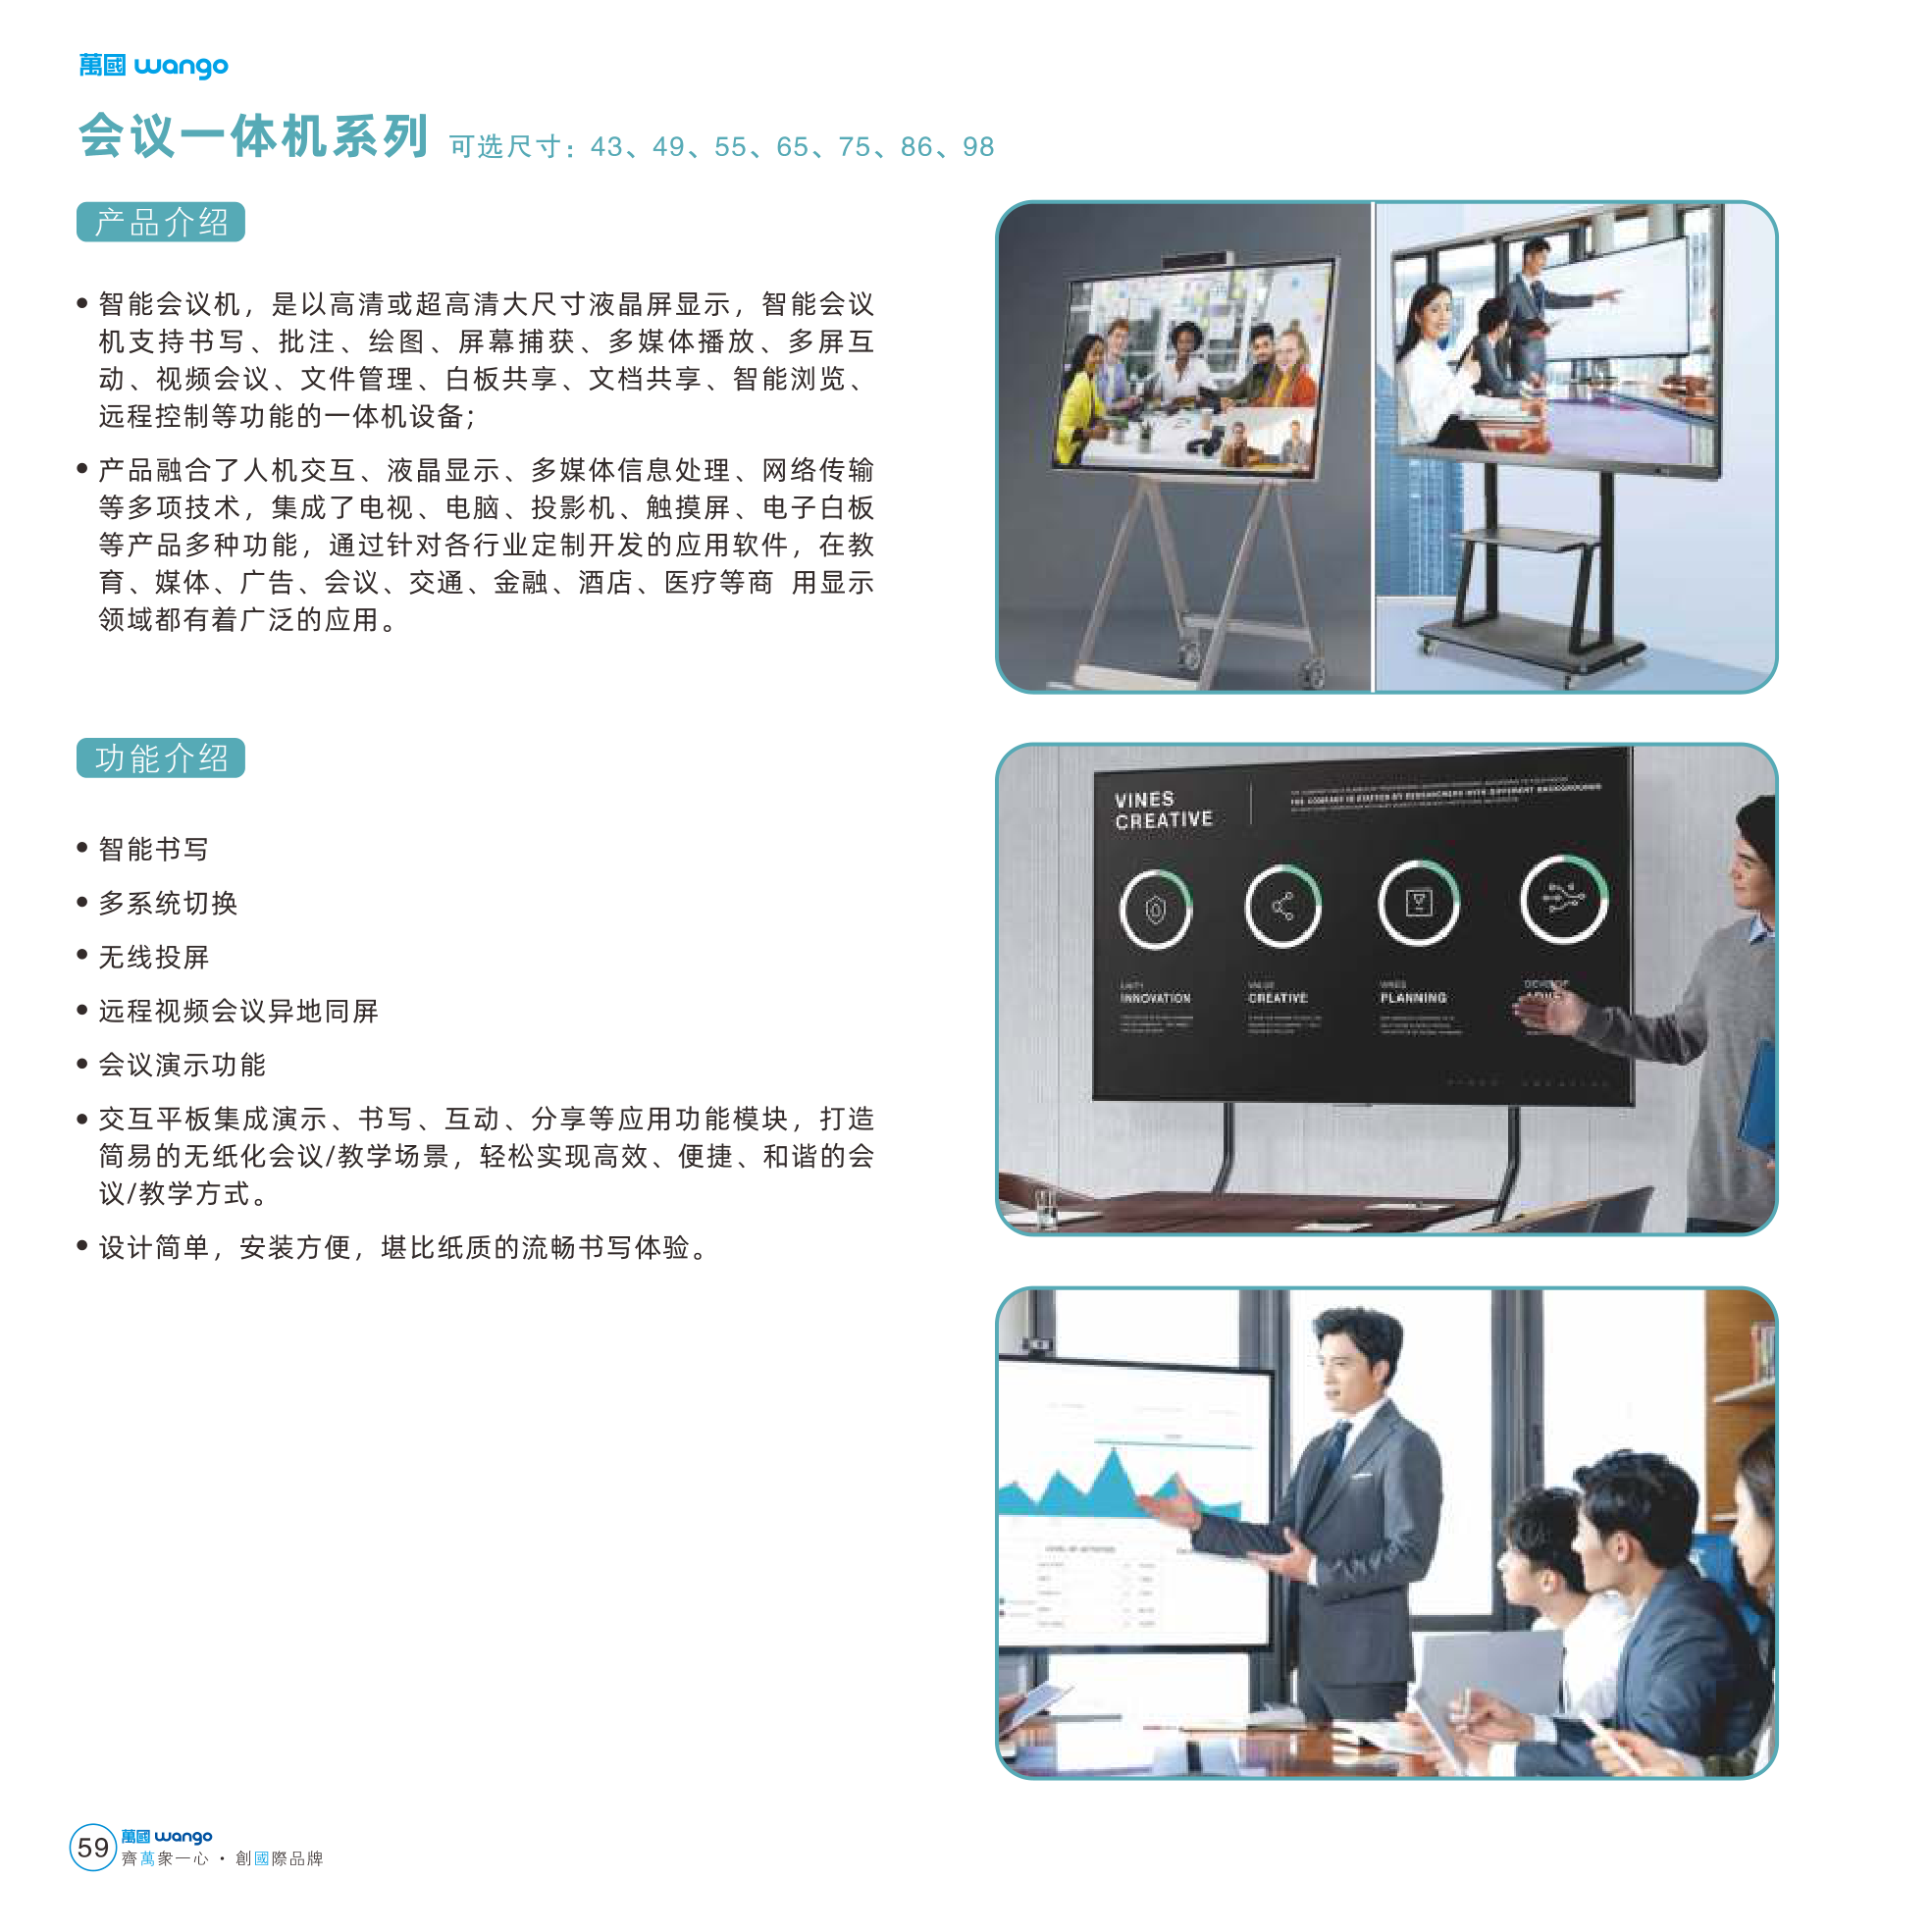 萬國 wango
会议一体机系列 可选尺寸：43、49、55、65、75、86、98
产品介绍
智能会议机，是以高清或超高清大尺寸液晶屏显示，智能会议
机支持书写、批注、绘图、屏幕捕获、多媒体播放、多屏互
动、视频会议、文件管理、白板共享、文档共享、智能浏览、
远程控制等功能的一体机设备；
产品融合了人机交互、液晶显示、多媒体信息处理、网络传输
等多项技术，集成了电视、电脑、投影机、触摸屏、电子白板
等产品多种功能，通过针对各行业定制开发的应用软件，在教
育、媒体、广告、会议、交通、金融、酒店、医疗等商 用显示
领域都有着广泛的应用。
功能介绍
智能书写
多系统切换
无线投屏
远程视频会议异地同屏
会议演示功能
交互平板集成演示、书写、互动、分享等应用功能模块，打造
简易的无纸化会议/教学场景，轻松实现高效、便捷、和谐的会
议/教学方式。
设计简单，安装方便，堪比纸质的流畅书写体验。
VINES
CREATIVE
THE COMPANY IS STAFFED BY RESEARCHERS WITH DIFFERENT BACKGROUNDS
INNOVATION
VALUE
CREATIVE
VINES
PLANNING
59
萬國 wango
齊萬衆一心 · 創國際品牌